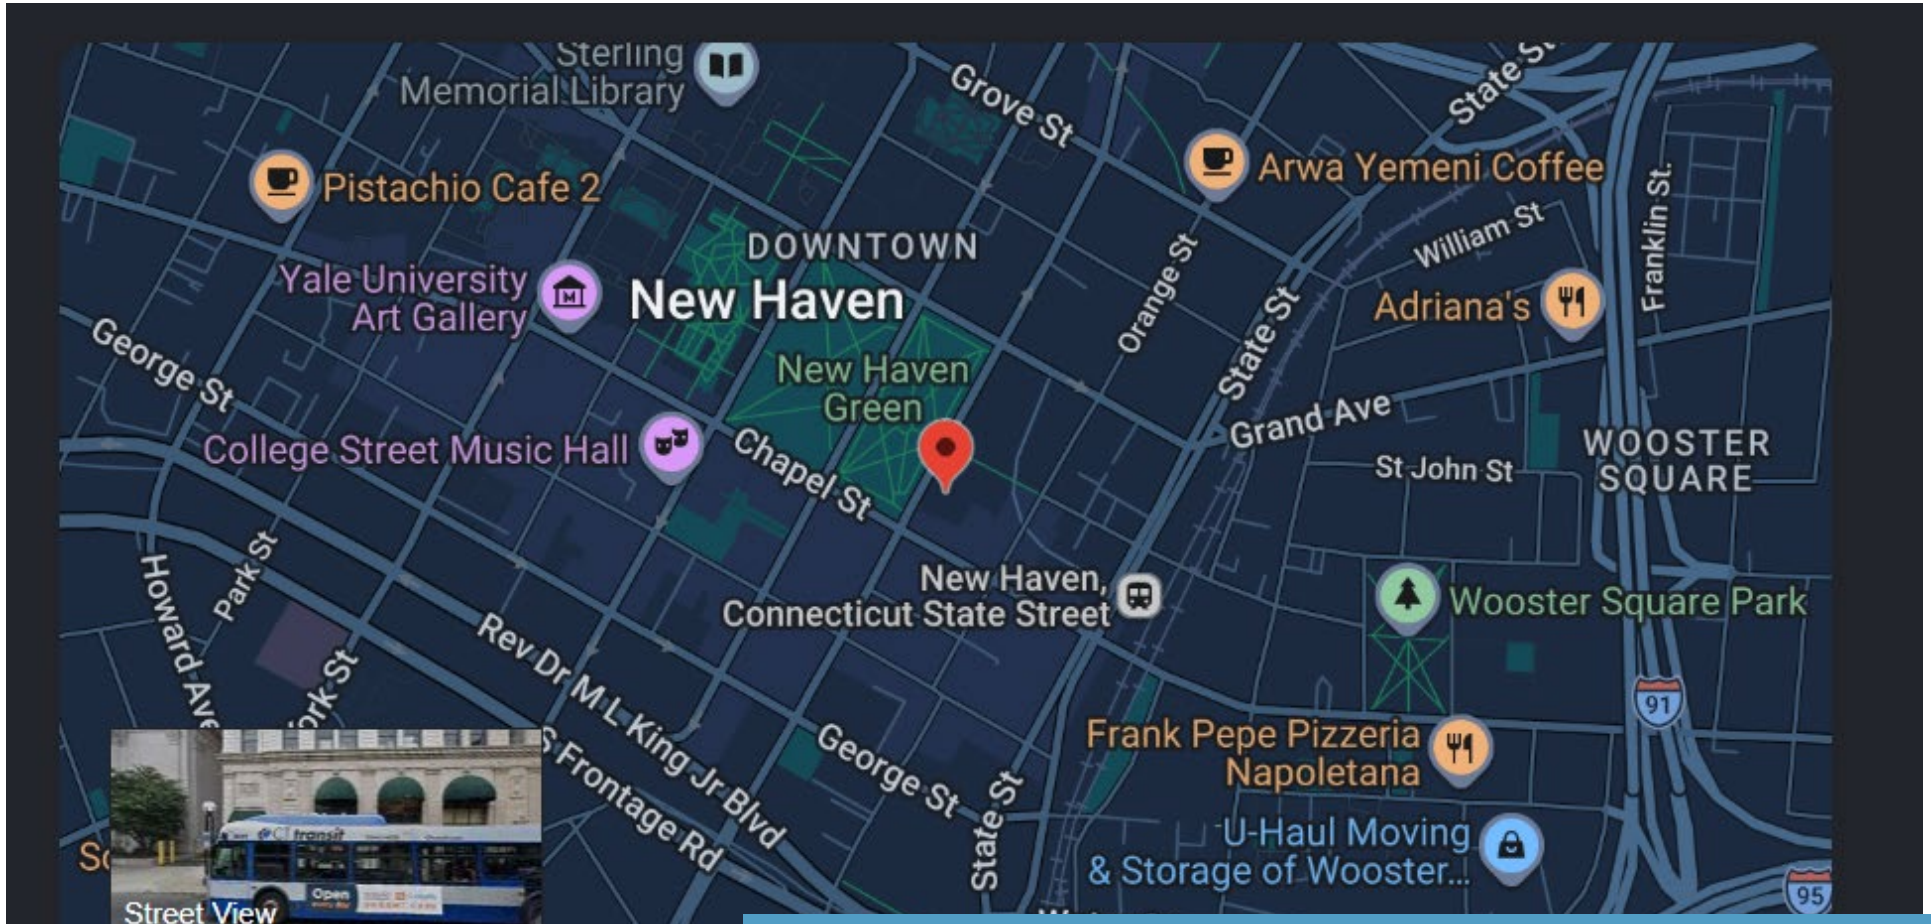 Sterling
Memorial Library
Grove St
State St
Arwa Yemeni Coffee
Pistachio Cafe 2
Franklin St.
William St
DOWNTOWN
Yale University
Art Gallery
New Haven
Orange St
State St
Adriana's
George St
New Haven
Green
Grand Ave
College Street Music Hall
Chapel St
St John St
WOOSTER
SQUARE
Park St
Howard Ave
New Haven,
Connecticut State Street
Wooster Square Park
Rev Dr M L King Jr Blvd
91
Frank Pepe Pizzeria
Napoletana
George St
S Frontage Rd
State St
U-Haul Moving
& Storage of Wooster...
95
CTtransit
Open
Street View